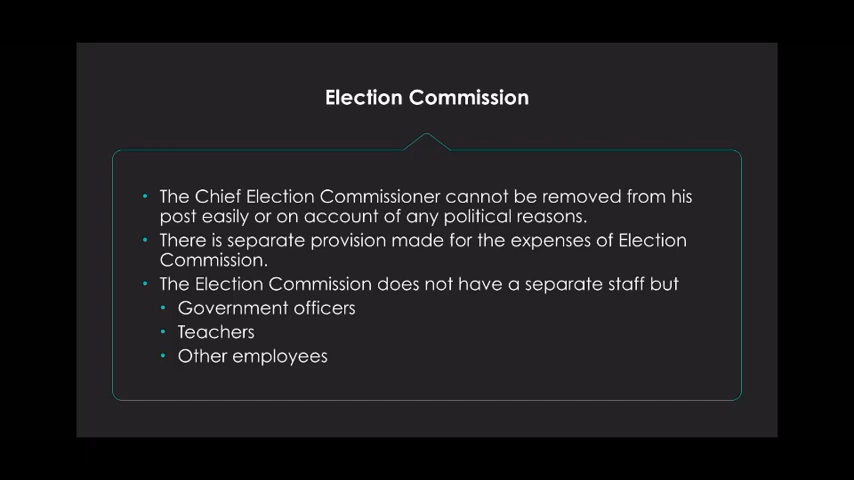 Election Commission
• The Chief Election Commissioner cannot be removed from his
post easily or on account of any political reasons.
• There is separate provision made for the expenses of Election
Commission.
• The Election Commission does not have a separate staff but
• Government officers
• Teachers
• Other employees